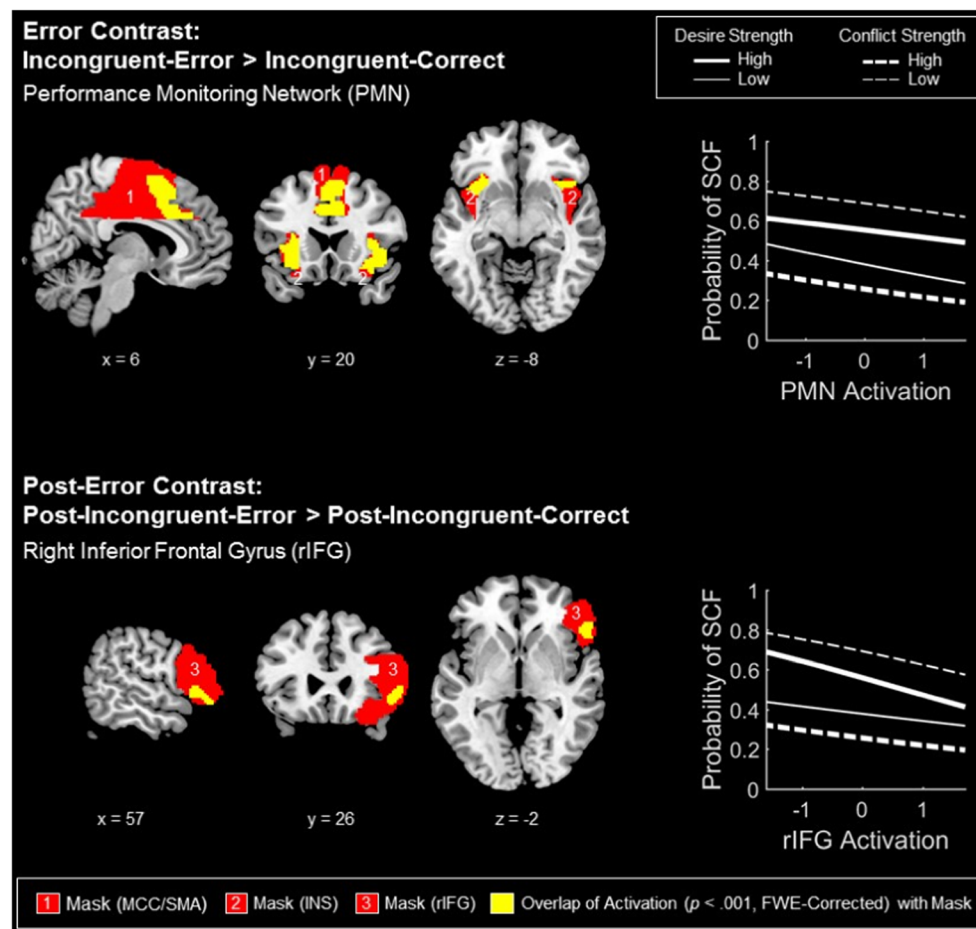 Error Contrast:
Incongruent-Error > Incongruent-Correct
Performance Monitoring Network (PMN)
Desire Strength
High
Low
Conflict Strength
High
Low
1
1
2
2
2
2
x = 6
y = 20
z = -8
Probability of SCF
1
0.8
0.6
0.4
0.2
0
-1
0
1
PMN Activation
Post-Error Contrast:
Post-Incongruent-Error > Post-Incongruent-Correct
Right Inferior Frontal Gyrus (rIFG)
3
3
3
x = 57
y = 26
z = -2
Probability of SCF
1
0.8
0.6
0.4
0.2
0
-1
0
1
rIFG Activation
1 Mask (MCC/SMA)
2 Mask (INS)
3 Mask (rIFG)
Overlap of Activation (p < .001, FWE-Corrected) with Mask